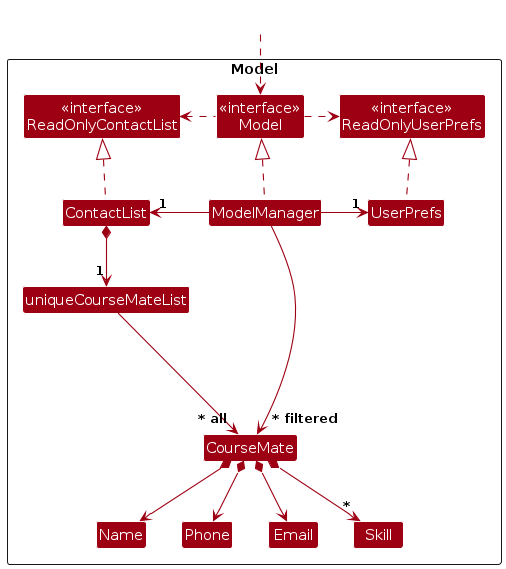 Model
«interface»
ReadOnlyContactList
«interface»
Model
«interface»
ReadOnlyUserPrefs
ContactList
1
ModelManager
1
UserPrefs
1
uniqueCourseMateList
* all
* filtered
CourseMate
*
Name
Phone
Email
Skill